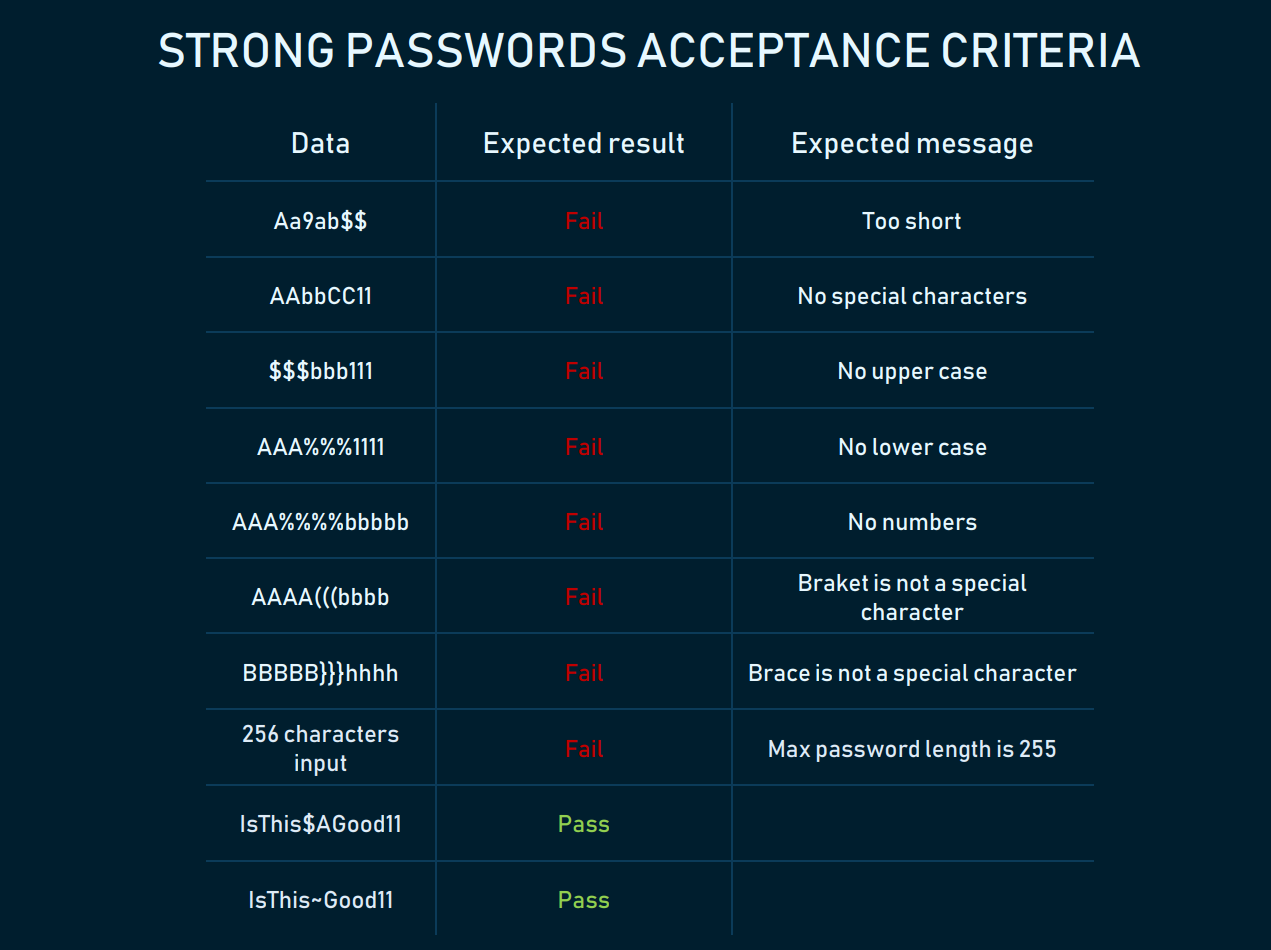 STRONG PASSWORDS ACCEPTANCE CRITERIA
Data Expected result Expected message
Aa9ab$$ Fail Too short
AAbbCC11 Fail No special characters
$$$bbb111 Fail No upper case
AAA%%%1111 Fail No lower case
AAA%%%%bbbbb Fail No numbers
AAAA(((bbbb Fail Braket is not a special
character
BBBBB}}}hhhh Fail Brace is not a special character
256 characters
input Fail Max password length is 255
IsThis$AGood11 Pass
IsThis~Good11 Pass